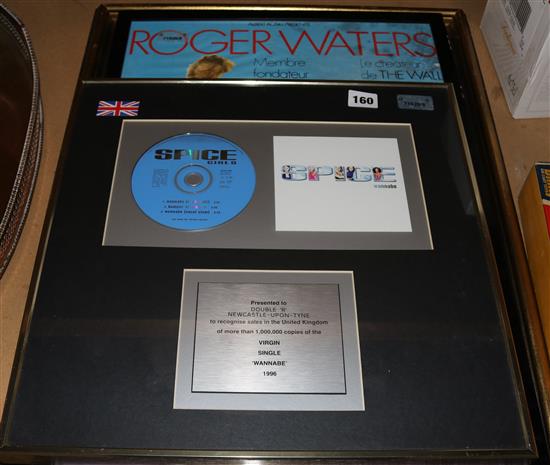 ROGER WATERS
Membre
fondateur
Le créateur
de THE WALL
160
SPICE
GIRLS
SPICE
wannabe
Presented to
DOUBLE 'R'
NEWCASTLE-UPON-TYNE
to recognise sales in the United Kingdom
of more than 1,000,000 copies of the
VIRGIN
SINGLE
'WANNABE'
1996